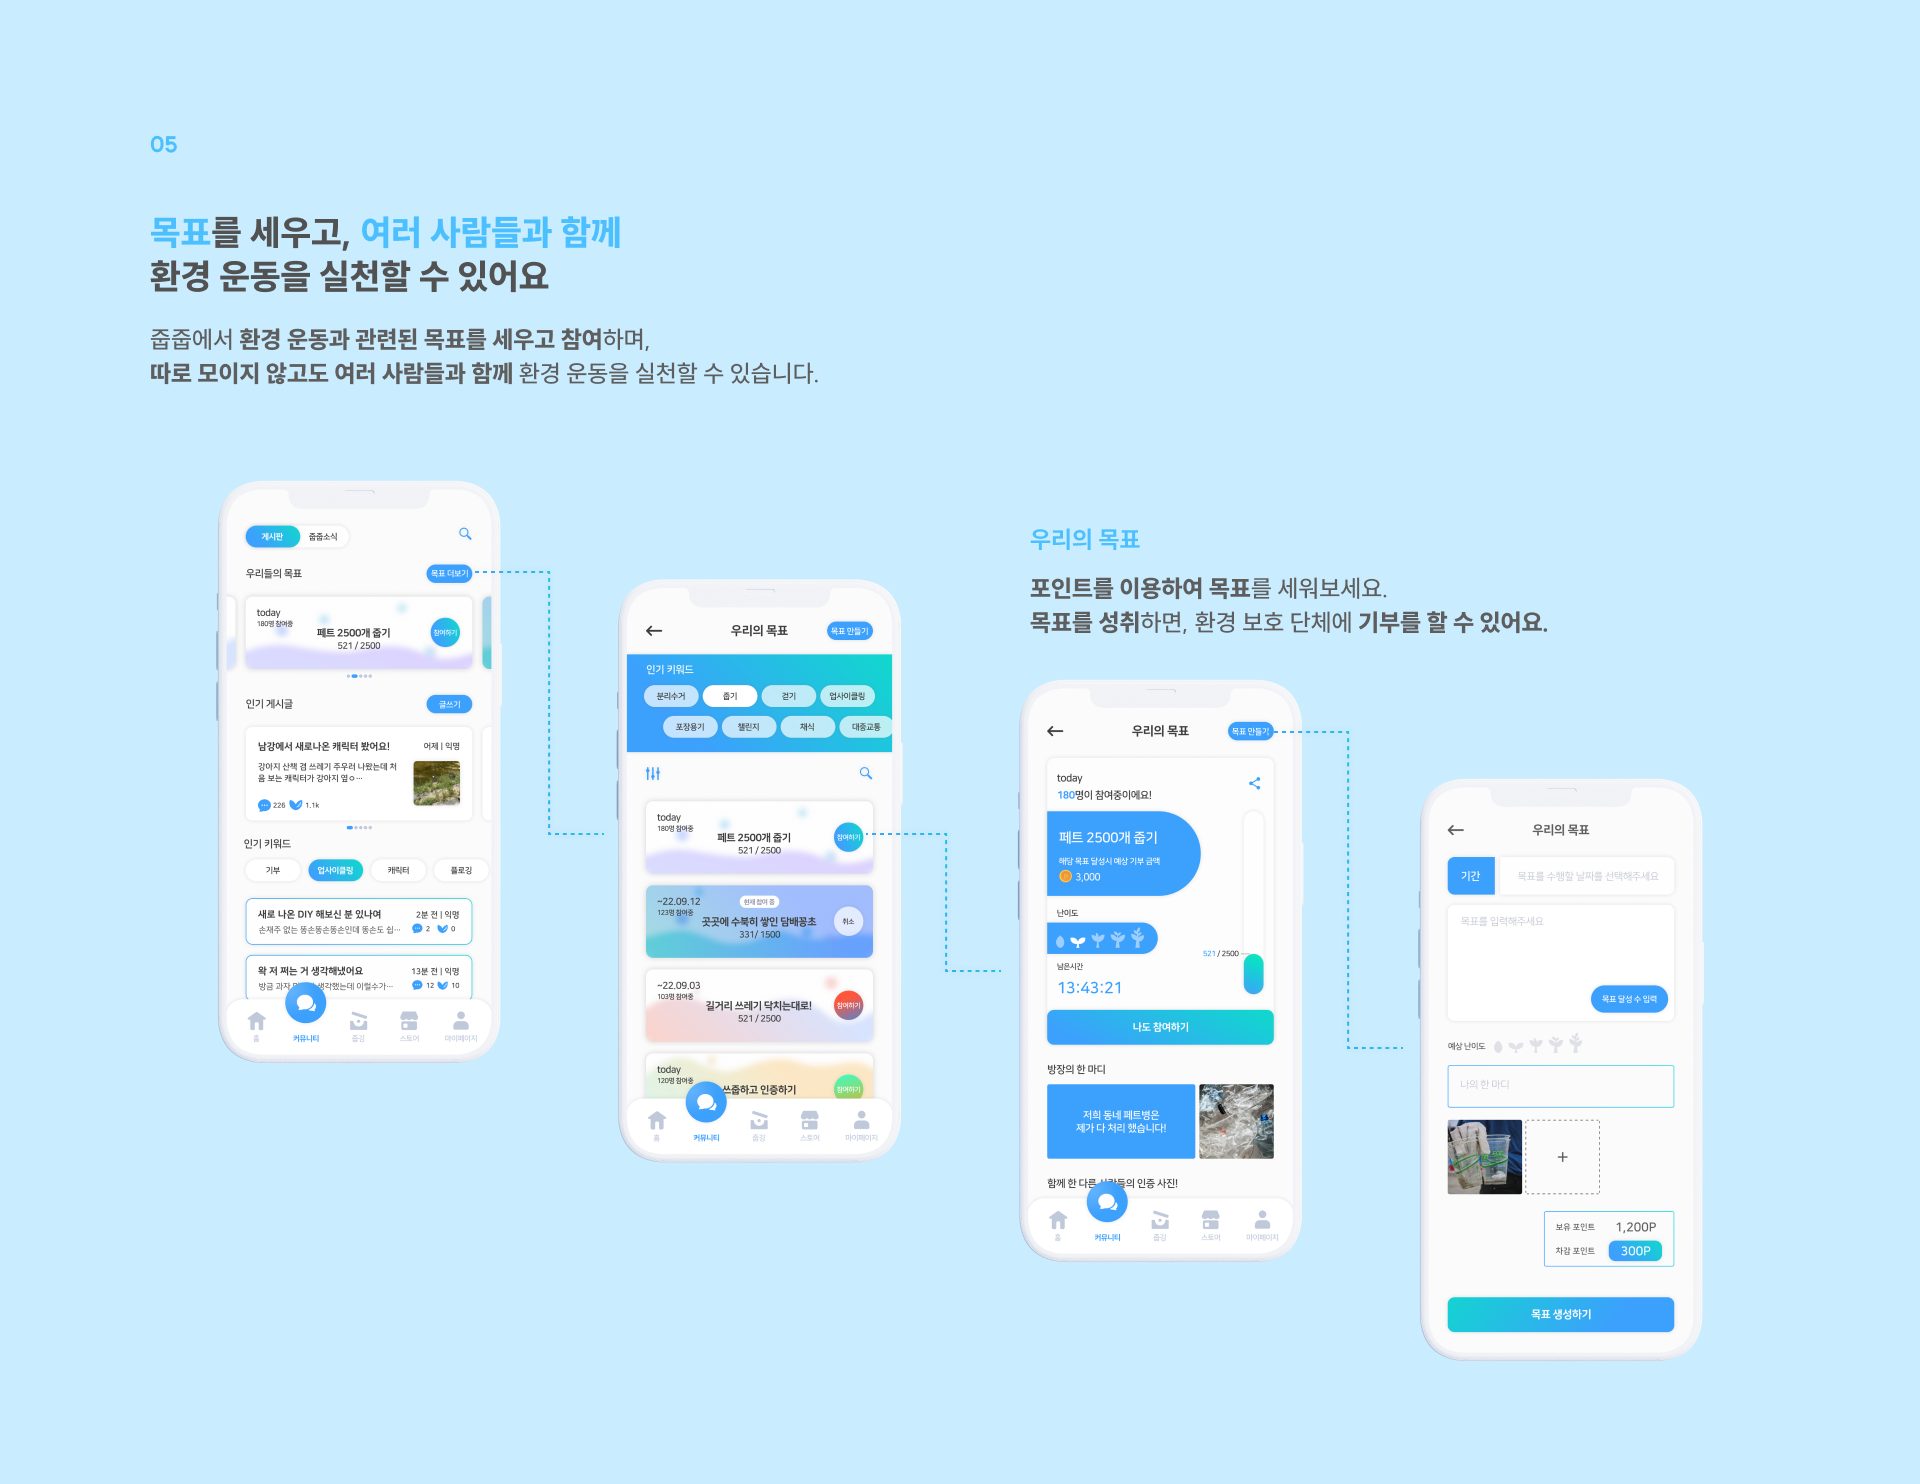 05
목표를 세우고, 여러 사람들과 함께
환경 운동을 실천할 수 있어요
줍줍에서 환경 운동과 관련된 목표를 세우고 참여하며,
따로 모이지 않고도 여러 사람들과 함께 환경 운동을 실천할 수 있습니다.
게시판 줍줍소식
우리들의 목표 목표 더보기
today
180명 참여중
페트 2500개 줍기
521 / 2500
참여하기
인기 게시글 글쓰기
남강에서 새로나온 캐릭터 봤어요! 어제 | 익명
강아지 산책 겸 쓰레기 주우러 나왔는데 처
음 보는 캐릭터가 강아지 옆ㅇ…
226 1.1k
인기 키워드
기부 업사이클링 캐릭터 플로깅
새로 나온 DIY 해보신 분 있나여 2분 전 | 익명
손재주 없는 똥손똥손똥손인데 똥손도 쉽… 2 0
왁 저 쩌는 거 생각해냈어요 13분 전 | 익명
방금 과자 생각했는데 이럴수가… 12 10
홈 커뮤니티 줍깅 스토어 마이페이지
우리의 목표 목표 만들기
인기 키워드
분리수거 줍기 걷기 업사이클링
포장용기 챌린지 채식 대중교통
today
180명 참여중
페트 2500개 줍기
521 / 2500
참여하기
~22.09.12 현재 참여 중
123명 참여중
곳곳에 수북히 쌓인 담배꽁초
331/ 1500
취소
~22.09.03
103명 참여중
길거리 쓰레기 닥치는대로!
521 / 2500
참여하기
today
120명 참여중
쓰줍하고 인증하기
참여하기
홈 커뮤니티 줍깅 스토어 마이페이지
우리의 목표
포인트를 이용하여 목표를 세워보세요.
목표를 성취하면, 환경 보호 단체에 기부를 할 수 있어요.
우리의 목표 목표 만들기
today
180명이 참여중이에요!
페트 2500개 줍기
해당 목표 달성시 예상 기부 금액
3,000
난이도
521 / 2500
남은시간
13:43:21
나도 참여하기
방장의 한 마디
저희 동네 페트병은
제가 다 처리 했습니다!
함께 한 다른 사람들의 인증 사진!
홈 커뮤니티 줍깅 스토어 마이페이지
우리의 목표
기간 목표를 수행할 날짜를 선택해주세요
목표를 입력해주세요
목표 달성 수 입력
예상 난이도
나의 한 마디
+
보유 포인트 1,200P
차감 포인트 300P
목표 생성하기